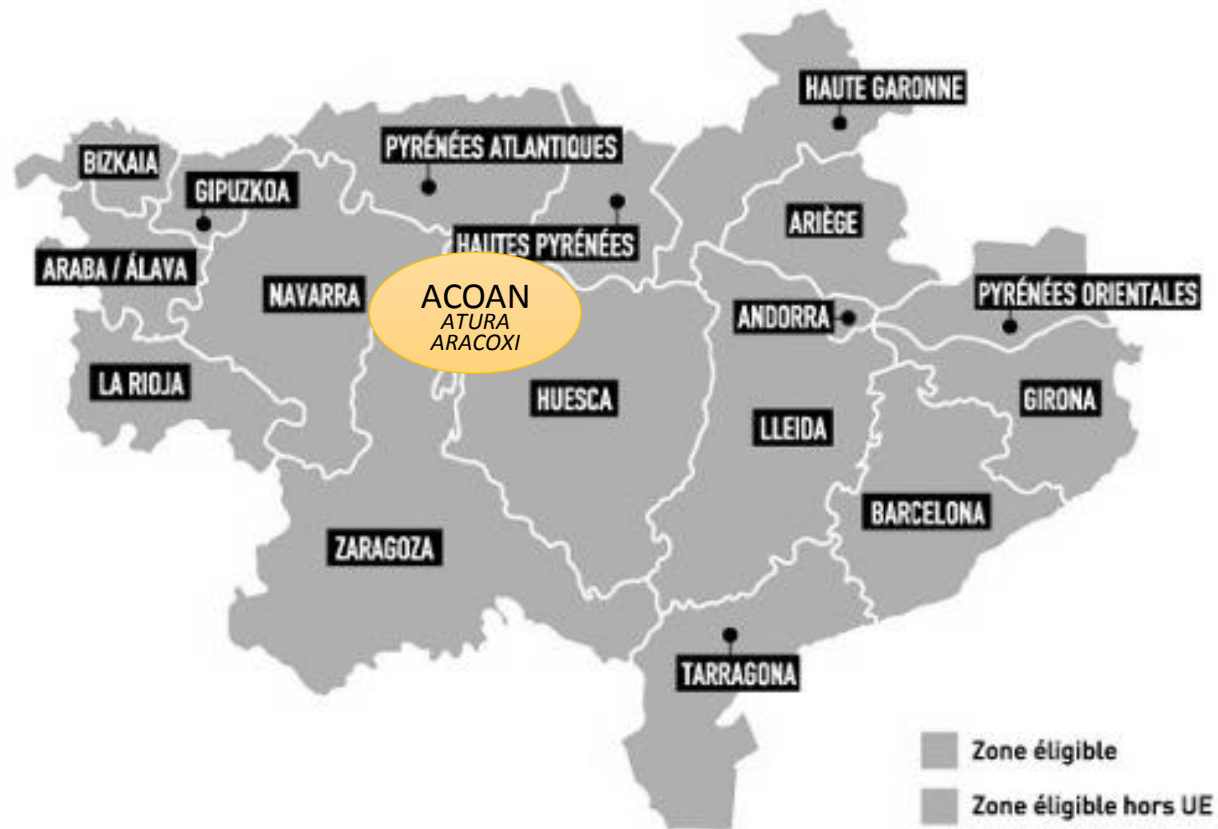 HAUTE GARONNE
PYRÉNÉES ATLANTIQUES
BIZKAIA
GIPUZKOA
ARIÈGE
HAUTES PYRÉNÉES
ARABA / ÁLAVA
NAVARRA
ACOAN
ATURA
ARACOXI
ANDORRA
PYRÉNÉES ORIENTALES
LA RIOJA
HUESCA
GIRONA
LLEIDA
BARCELONA
ZARAGOZA
TARRAGONA
Zone éligible
Zone éligible hors UE